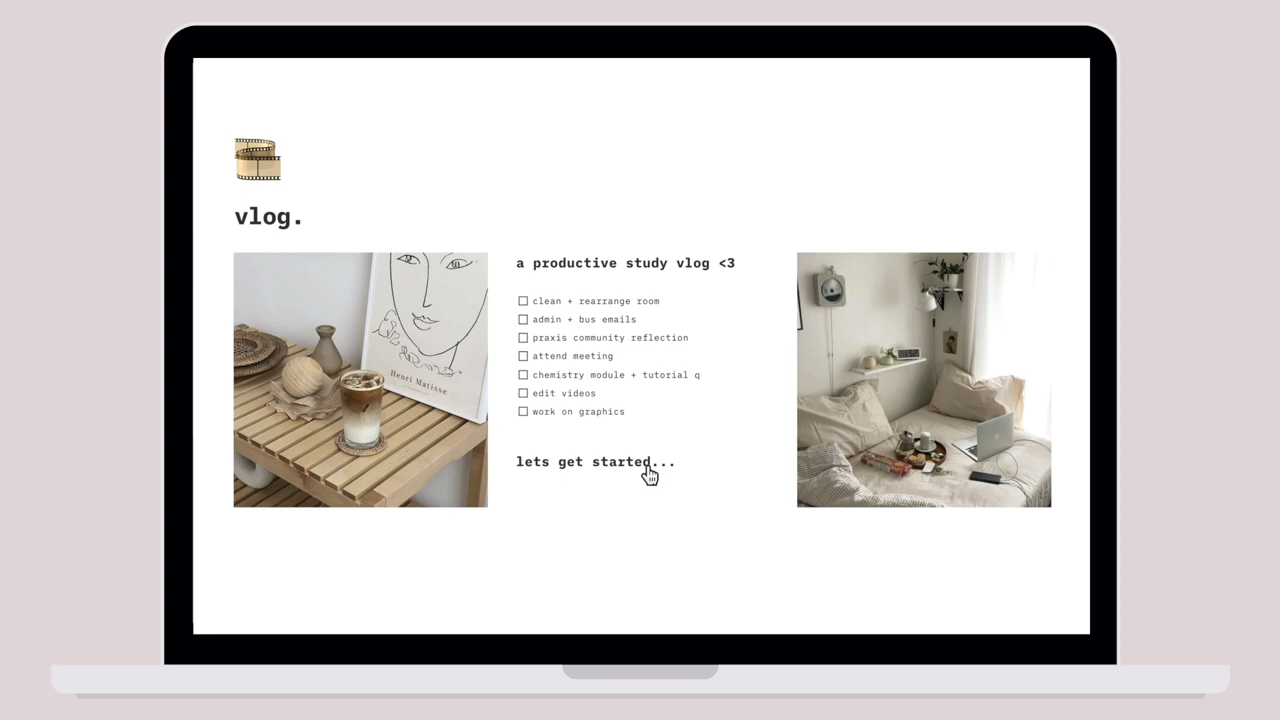 vlog.
a productive study vlog <3
clean + rearrange room
admin + bus emails
praxis community reflection
attend meeting
chemistry module + tutorial q
edit videos
work on graphics
lets get started...
Henri Matisse